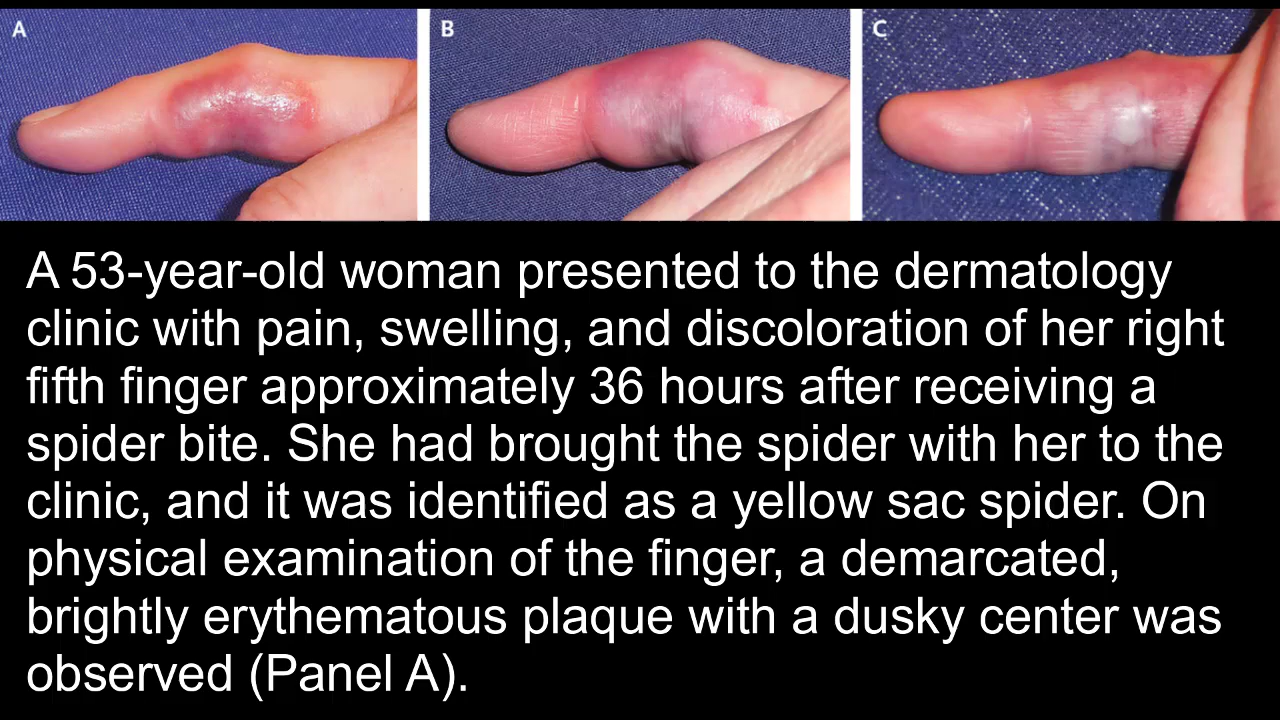 A B C
A 53-year-old woman presented to the dermatology
clinic with pain, swelling, and discoloration of her right
fifth finger approximately 36 hours after receiving a
spider bite. She had brought the spider with her to the
clinic, and it was identified as a yellow sac spider. On
physical examination of the finger, a demarcated,
brightly erythematous plaque with a dusky center was
observed (Panel A).